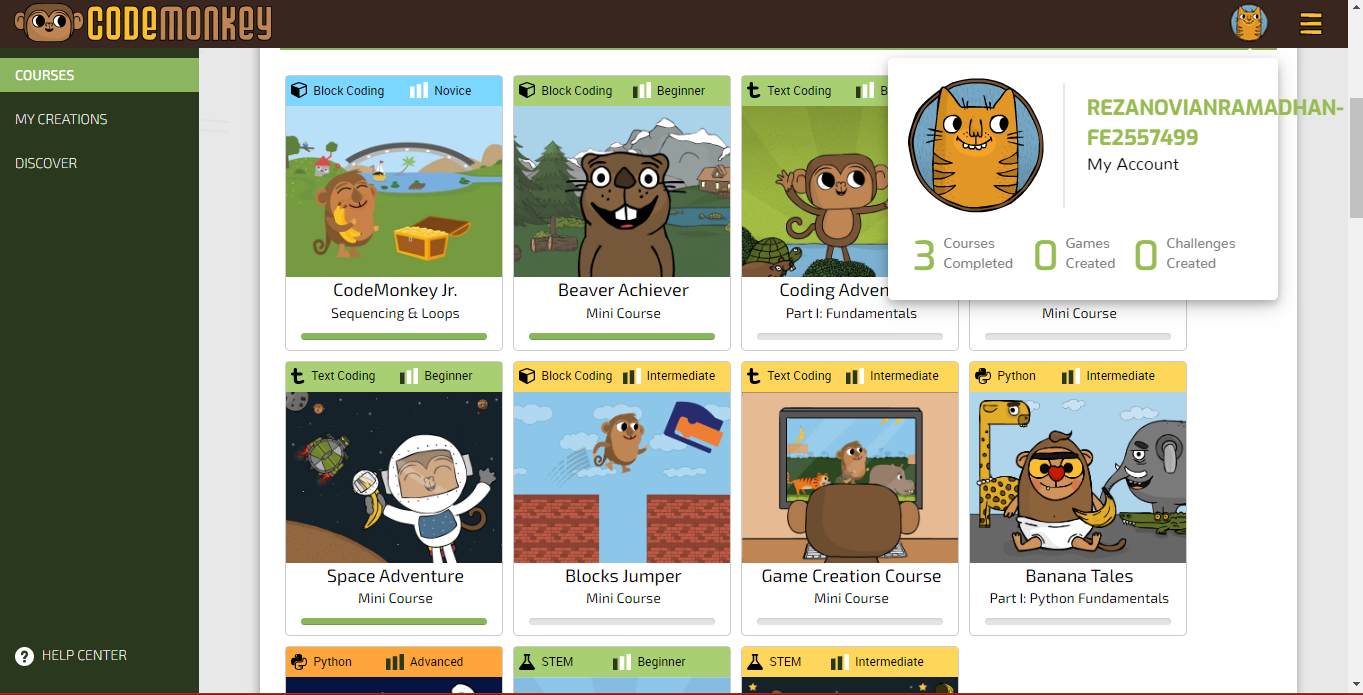 CODEMONKEY
COURSES
MY CREATIONS
DISCOVER
HELP CENTER
REZANOVIANRAMADHAN-
FE2557499
My Account
3 Courses
Completed
0 Games
Created
0 Challenges
Created
Block Coding Novice
CodeMonkey Jr.
Sequencing & Loops
Block Coding Beginner
Beaver Achiever
Mini Course
Text Coding B
Coding Adven
Part I: Fundamentals
Mini Course
Text Coding Beginner
Space Adventure
Mini Course
Block Coding Intermediate
Blocks Jumper
Mini Course
Text Coding Intermediate
Game Creation Course
Mini Course
Python Intermediate
Banana Tales
Part I: Python Fundamentals
Python Advanced
STEM Beginner
STEM Intermediate